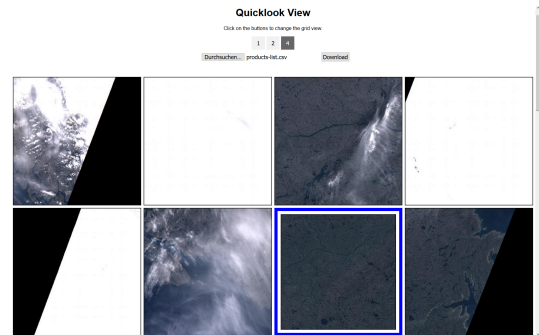 Quicklook View
Click on the buttons to change the grid view.
1 2 4
Durchsuchen... products-list.csv Download